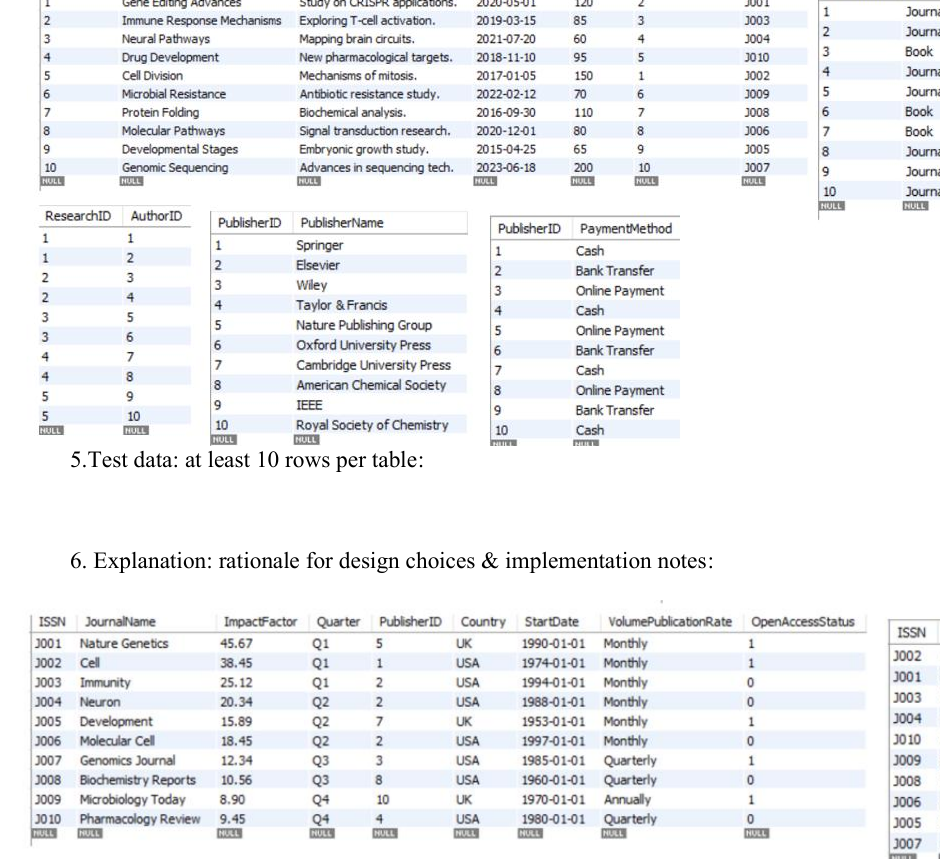 1 Gene Editing Advances Study on CRISPR applications. 2020-05-01 120 2 J001
2 Immune Response Mechanisms Exploring T-cell activation. 2019-03-15 85 3 J003
3 Neural Pathways Mapping brain circuits. 2021-07-20 60 4 J004
4 Drug Development New pharmacological targets. 2018-11-10 95 5 J010
5 Cell Division Mechanisms of mitosis. 2017-01-05 150 1 J002
6 Microbial Resistance Antibiotic resistance study. 2022-02-12 70 6 J009
7 Protein Folding Biochemical analysis. 2016-09-30 110 7 J008
8 Molecular Pathways Signal transduction research. 2020-12-01 80 8 J006
9 Developmental Stages Embryonic growth study. 2015-04-25 65 9 J005
10 Genomic Sequencing Advances in sequencing tech. 2023-06-18 200 10 J007
NULL NULL NULL NULL NULL NULL NULL
1 Journa
2 Journa
3 Book
4 Journa
5 Journa
6 Book
7 Book
8 Journa
9 Journa
10 Journa
NULL NULL
ResearchID AuthorID
1 1
1 2
2 3
2 4
3 5
3 6
4 7
4 8
5 9
5 10
NULL NULL
PublisherID PublisherName
1 Springer
2 Elsevier
3 Wiley
4 Taylor & Francis
5 Nature Publishing Group
6 Oxford University Press
7 Cambridge University Press
8 American Chemical Society
9 IEEE
10 Royal Society of Chemistry
NULL NULL
PublisherID PaymentMethod
1 Cash
2 Bank Transfer
3 Online Payment
4 Cash
5 Online Payment
6 Bank Transfer
7 Cash
8 Online Payment
9 Bank Transfer
10 Cash
NULL NULL
5.Test data: at least 10 rows per table:
6. Explanation: rationale for design choices & implementation notes:
ISSN JournalName ImpactFactor Quarter PublisherID Country StartDate VolumePublicationRate OpenAccessStatus
J001 Nature Genetics 45.67 Q1 5 UK 1990-01-01 Monthly 1
J002 Cell 38.45 Q1 1 USA 1974-01-01 Monthly 1
J003 Immunity 25.12 Q1 2 USA 1994-01-01 Monthly 0
J004 Neuron 20.34 Q2 2 USA 1988-01-01 Monthly 0
J005 Development 15.89 Q2 7 UK 1953-01-01 Monthly 1
J006 Molecular Cell 18.45 Q2 2 USA 1997-01-01 Monthly 0
J007 Genomics Journal 12.34 Q3 3 USA 1985-01-01 Quarterly 1
J008 Biochemistry Reports 10.56 Q3 8 USA 1960-01-01 Quarterly 0
J009 Microbiology Today 8.90 Q4 10 UK 1970-01-01 Annually 1
J010 Pharmacology Review 9.45 Q4 4 USA 1980-01-01 Quarterly 0
NULL NULL NULL NULL NULL NULL NULL NULL NULL
ISSN
J002
J001
J003
J004
J010
J009
J008
J006
J005
J007